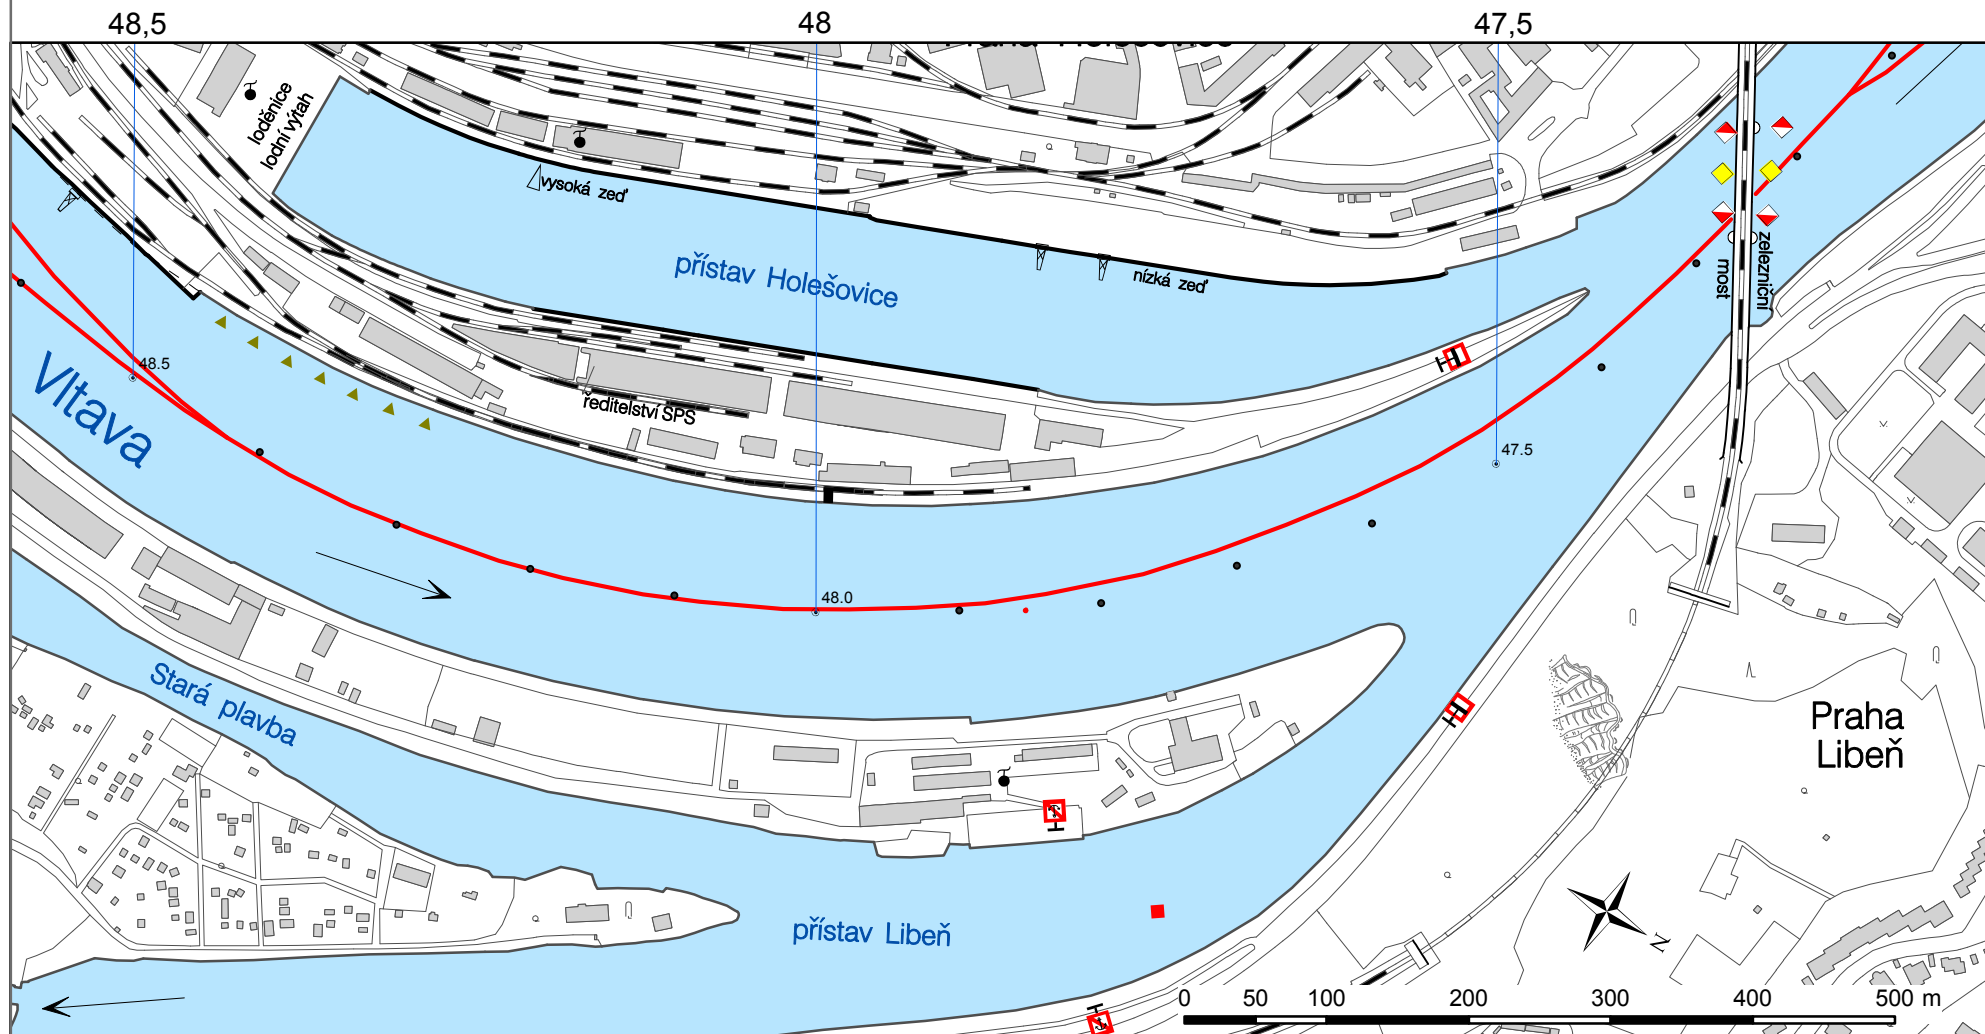 48,5
48
47,5
Praha Holešovice
loděnice
lodní výtah
vysoká zeď
přístav Holešovice
nízká zeď
železniční
most
48.5
Vltava
ředitelství SPS
47.5
48.0
Stará plavba
Praha
Libeň
přístav Libeň
N
0 50 100 200 300 400 500 m